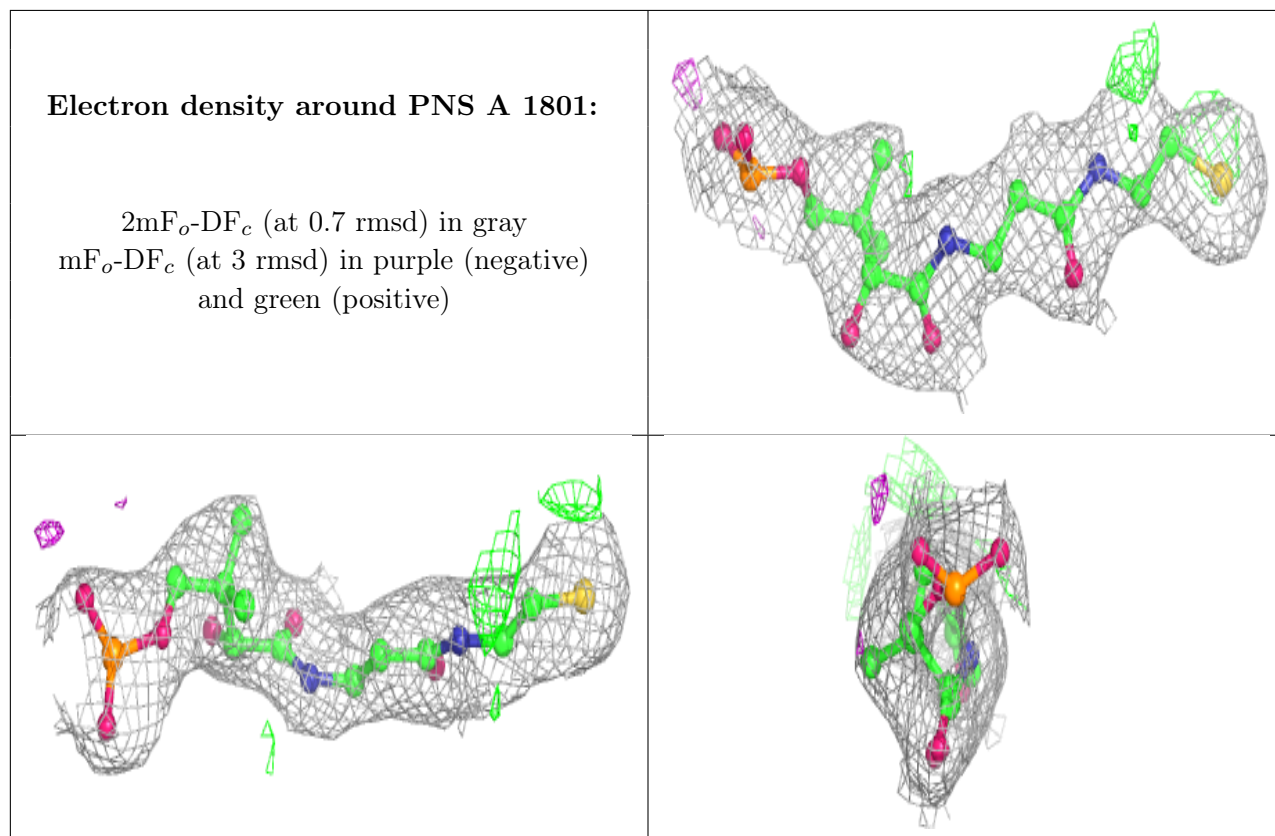 Electron density around PNS A 1801:
2mFo-DFc (at 0.7 rmsd) in gray
mFo-DFc (at 3 rmsd) in purple (negative)
and green (positive)